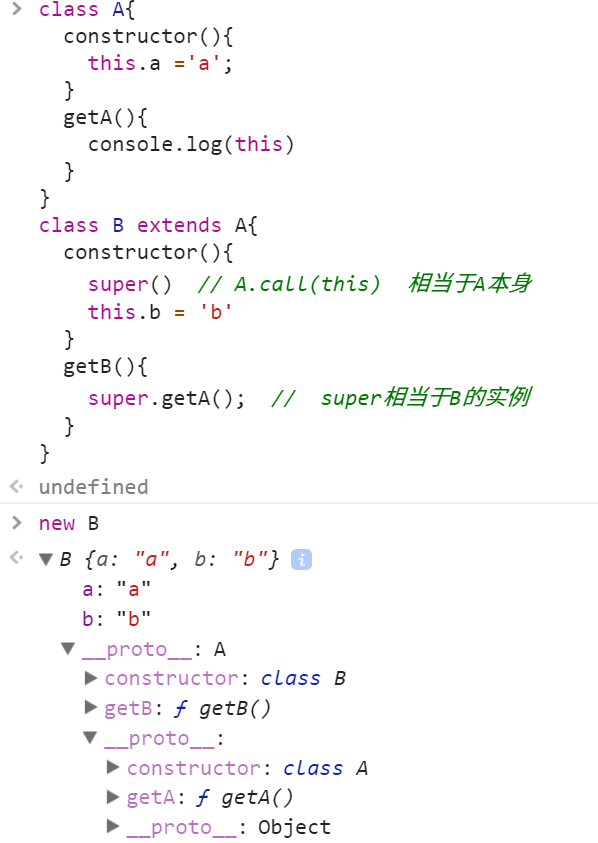 class A{
constructor(){
this.a ='a';
}
getA(){
console.log(this)
}
}
class B extends A{
constructor(){
super()  // A.call(this)  相当于A本身
this.b = 'b'
}
getB(){
super.getA();  //  super相当于B的实例
}
}
undefined
new B
B {a: "a", b: "b"} i
a: "a"
b: "b"
__proto__: A
constructor: class B
getB: ƒ getB()
__proto__:
constructor: class A
getA: ƒ getA()
__proto__: Object